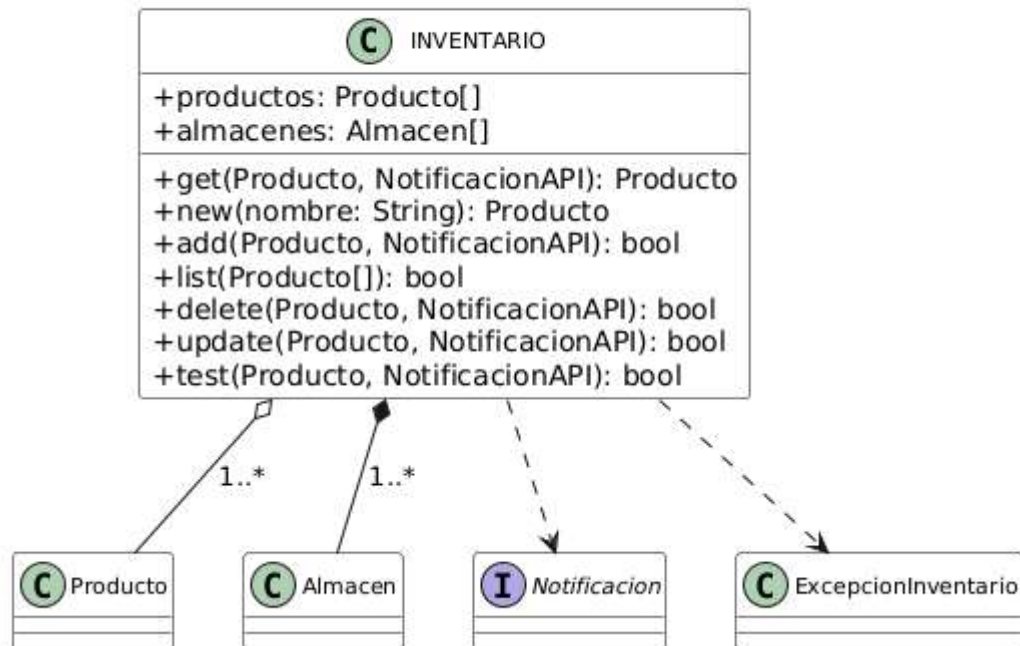 C INVENTARIO
+productos: Producto[]
+almacenes: Almacen[]
+get(Producto, NotificacionAPI): Producto
+new(nombre: String): Producto
+add(Producto, NotificacionAPI): bool
+list(Producto[]): bool
+delete(Producto, NotificacionAPI): bool
+update(Producto, NotificacionAPI): bool
+test(Producto, NotificacionAPI): bool
1..*
1..*
C Producto
C Almacen
I Notificacion
C ExcepcionInventario